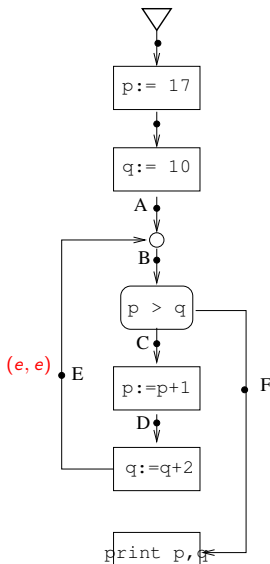 p:= 17
q:= 10
A
B
p > q
C
(e, e) E
F
p:=p+1
D
q:=q+2
print p,q